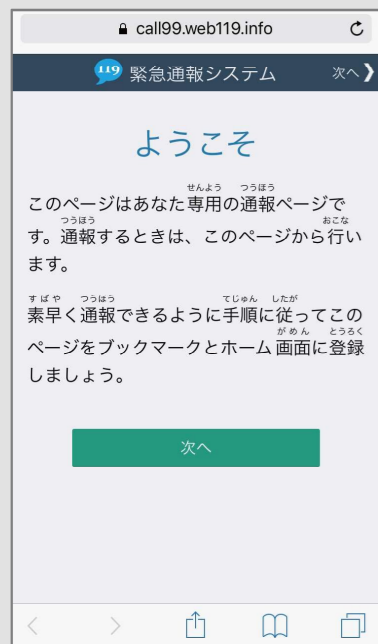 call99.web119.info
119 緊急通報システム 次へ❯
ようこそ
せんよう つうほう
このページはあなた専用の通報ページで
つうほう おこな
す。通報するときは、このページから行い
ます。
すばや つうほう てじゅん したが
素早く通報できるように手順に従ってこの
がめん とうろく
ページをブックマークとホーム画面に登録
しましょう。
次へ